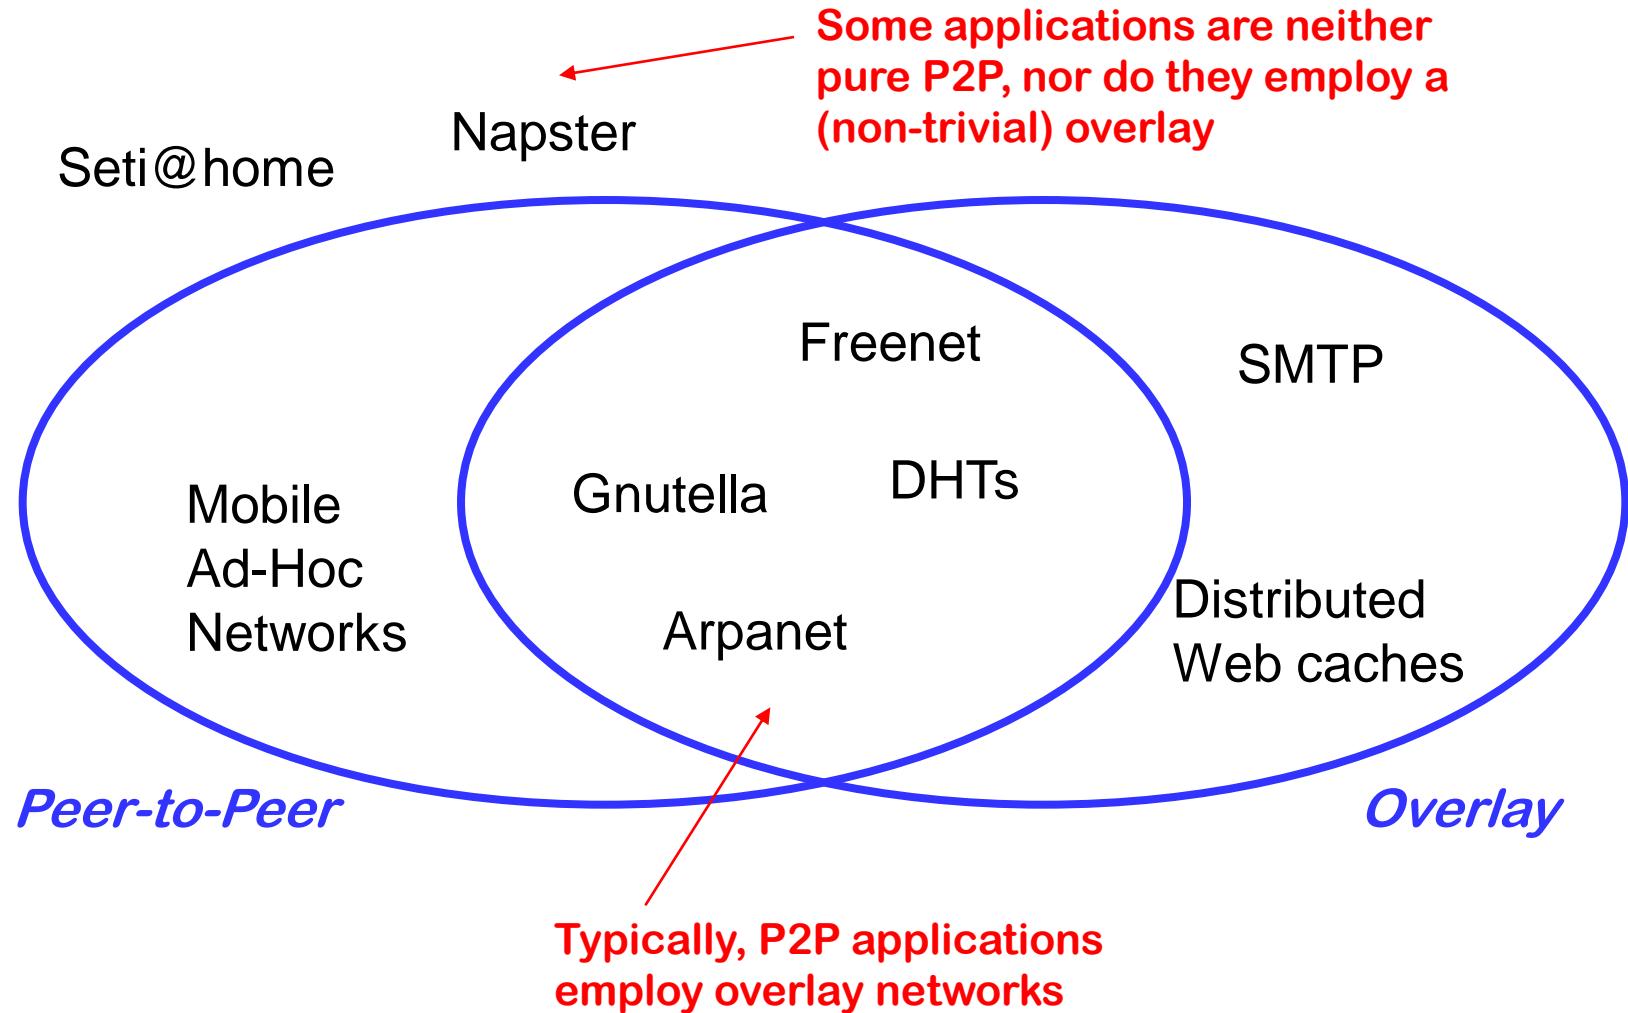 Some applications are neither
pure P2P, nor do they employ a
(non-trivial) overlay
Napster
Seti@home
Freenet
SMTP
Gnutella
DHTs
Mobile
Ad-Hoc
Networks
Arpanet
Distributed
Web caches
Peer-to-Peer
Overlay
Typically, P2P applications
employ overlay networks